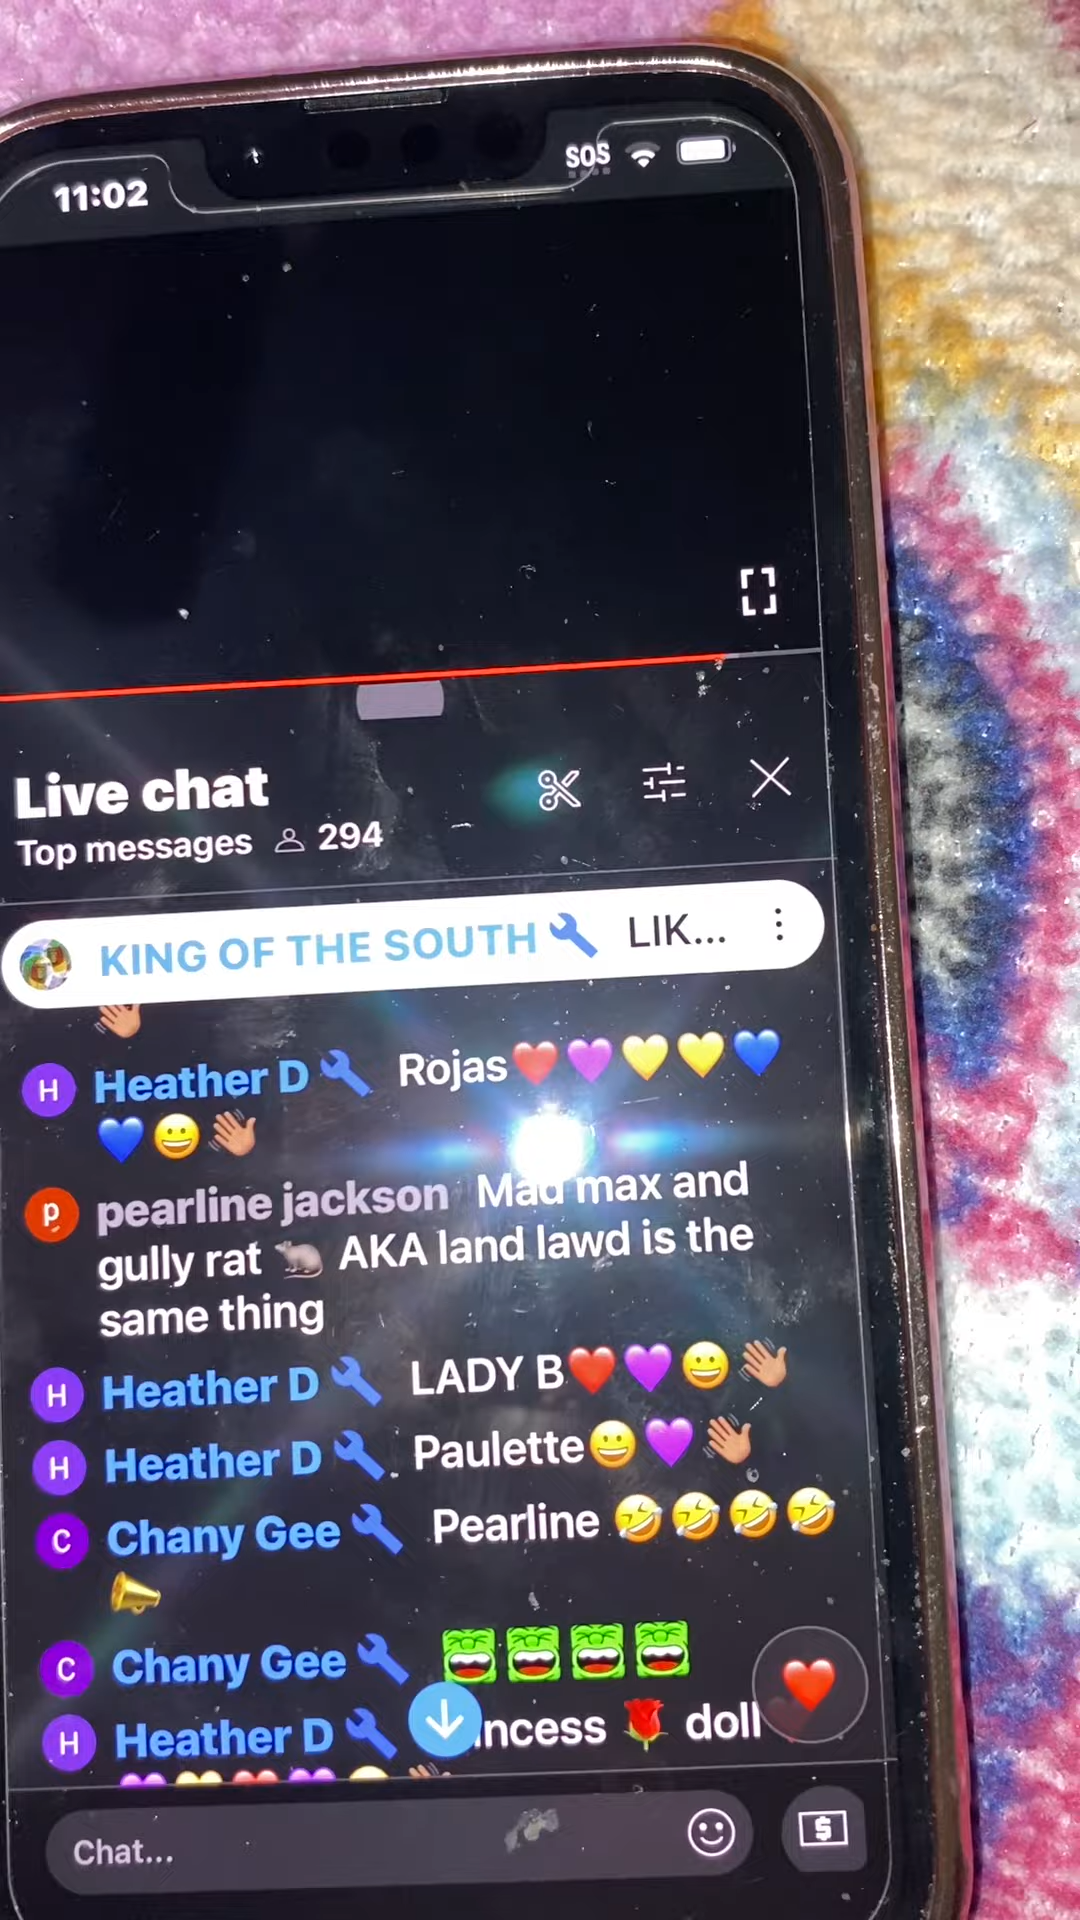 11:02 SOS
Live chat
Top messages 294
KING OF THE SOUTH🔧 LIK...
👋🏽
H Heather D🔧 Rojas❤️💜💛💛💙
💙😀👋🏽
p pearline jackson Mad max and
gully rat 🐀 AKA land lawd is the
same thing
H Heather D🔧 LADY B❤️💜😀👋🏽
H Heather D🔧 Paulette😀💜👋🏽
C Chany Gee🔧 Pearline 🤣🤣🤣🤣
📣
C Chany Gee🔧
H Heather D🔧 ncess 🌹 doll
Chat...
$